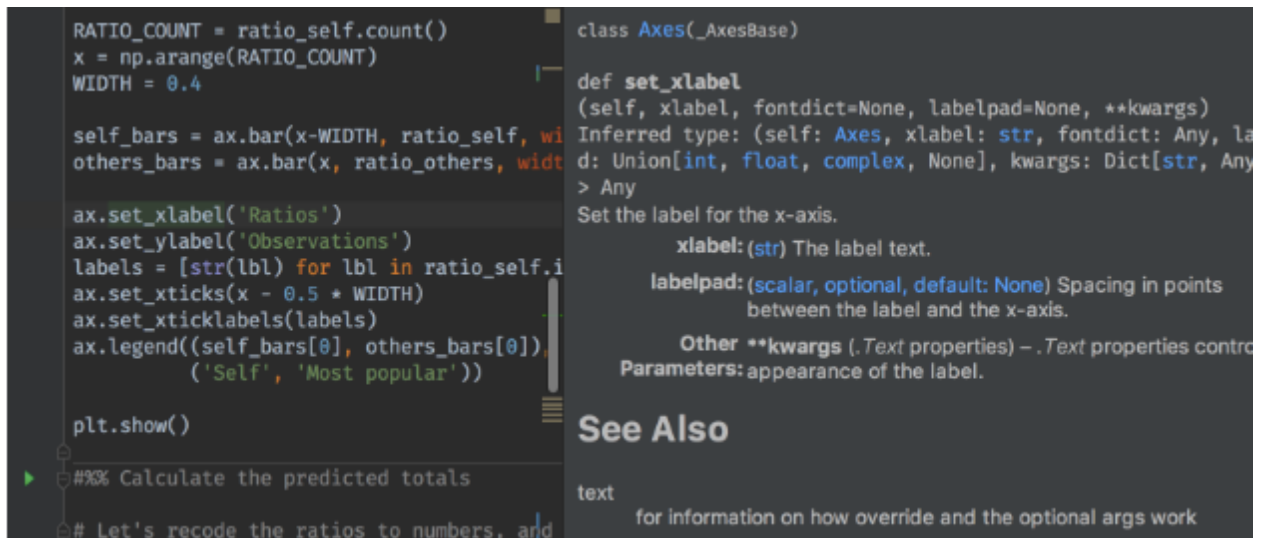 RATIO_COUNT = ratio_self.count()
x = np.arange(RATIO_COUNT)
WIDTH = 0.4
self_bars = ax.bar(x-WIDTH, ratio_self, wi
others_bars = ax.bar(x, ratio_others, widt
ax.set_xlabel('Ratios')
ax.set_ylabel('Observations')
labels = [str(lbl) for lbl in ratio_self.i
ax.set_xticks(x - 0.5 * WIDTH)
ax.set_xticklabels(labels)
ax.legend((self_bars[0], others_bars[0]),
('Self', 'Most popular'))
plt.show()
#%% Calculate the predicted totals
# Let's recode the ratios to numbers, and
class Axes(_AxesBase)
def set_xlabel
(self, xlabel, fontdict=None, labelpad=None, **kwargs)
Inferred type: (self: Axes, xlabel: str, fontdict: Any, la
d: Union[int, float, complex, None], kwargs: Dict[str, Any
> Any
Set the label for the x-axis.
xlabel: (str) The label text.
labelpad: (scalar, optional, default: None) Spacing in points
between the label and the x-axis.
Other **kwargs (.Text properties) – .Text properties contro
Parameters: appearance of the label.
See Also
text
for information on how override and the optional args work